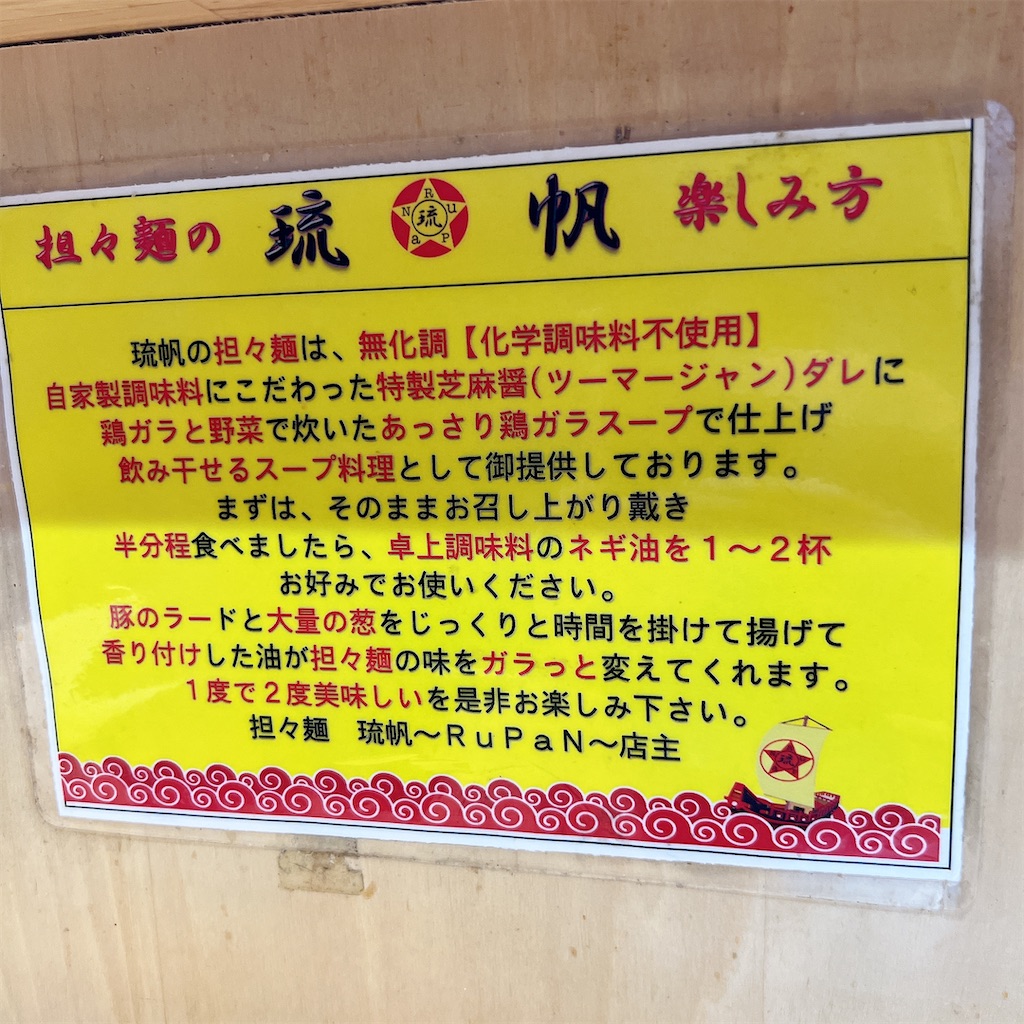 担々麺の 琉 RuPaN 琉 帆 楽しみ方
琉帆の担々麺は、無化調【化学調味料不使用】
自家製調味料にこだわった特製芝麻醤(ツーマージャン)ダレに
鶏ガラと野菜で炊いたあっさり鶏ガラスープで仕上げ
飲み干せるスープ料理として御提供しております。
まずは、そのままお召し上がり戴き
半分程食べましたら、卓上調味料のネギ油を1～2杯
お好みでお使いください。
豚のラードと大量の葱をじっくりと時間を掛けて揚げて
香り付けした油が担々麺の味をガラっと変えてくれます。
1度で2度美味しいを是非お楽しみ下さい。
担々麺 琉帆～RuPaN～店主
琉